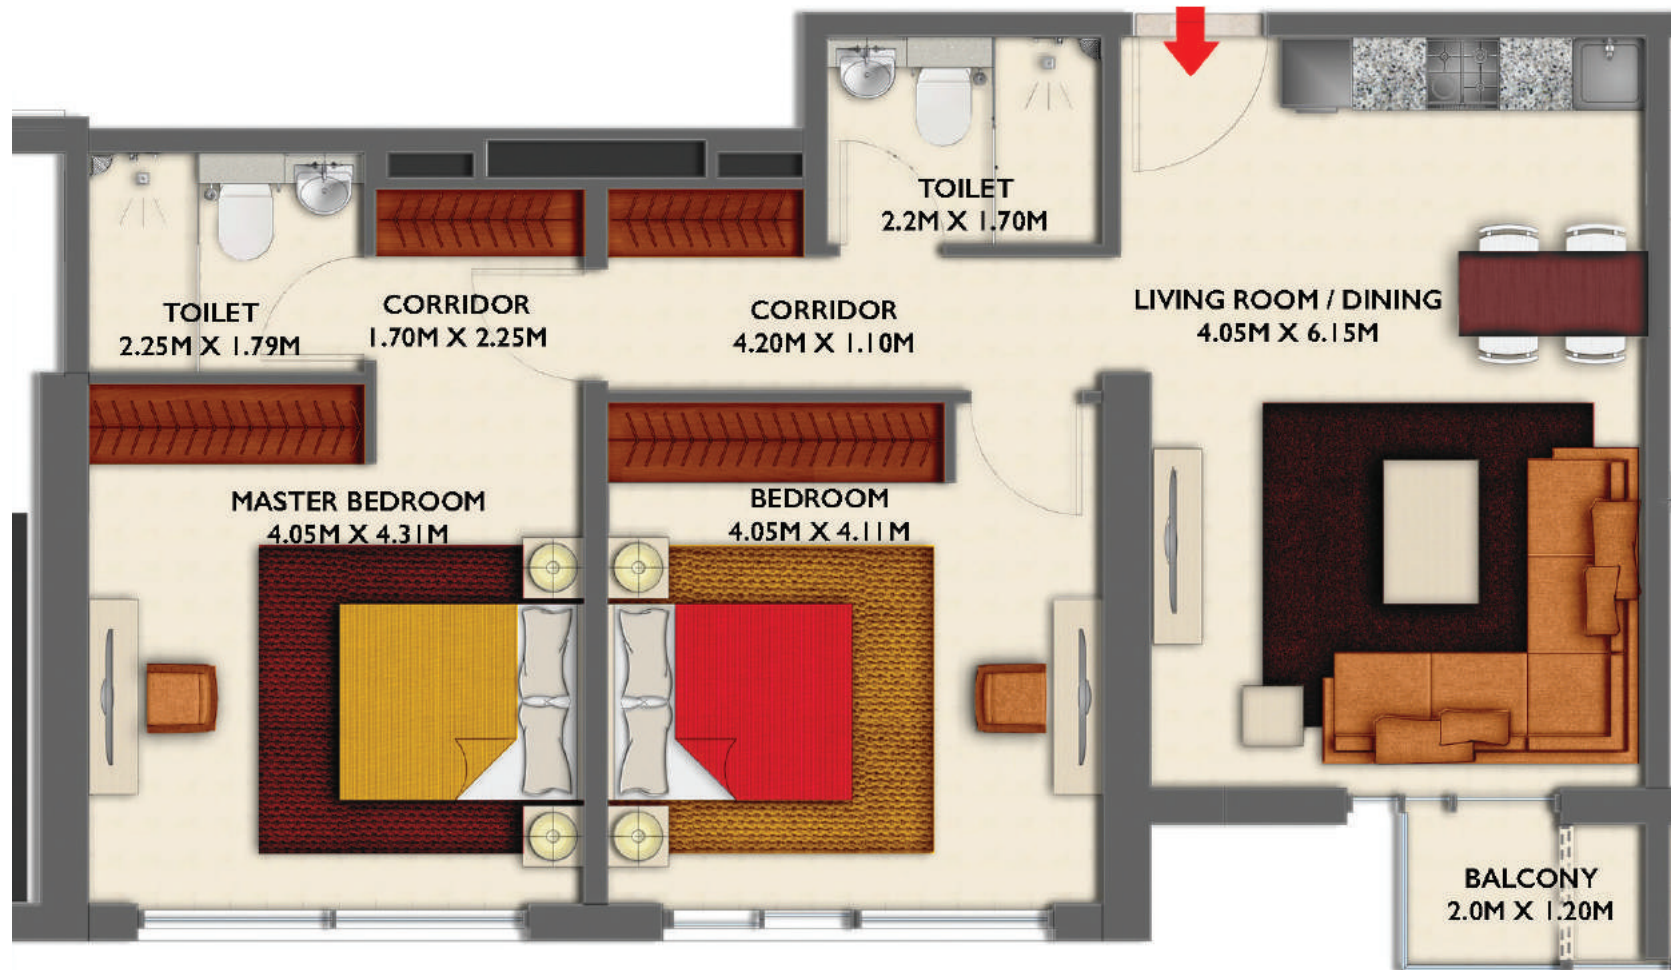 TOILET
2.2M X 1.70M
TOILET
2.25M X 1.79M
CORRIDOR
1.70M X 2.25M
CORRIDOR
4.20M X 1.10M
LIVING ROOM / DINING
4.05M X 6.15M
MASTER BEDROOM
4.05M X 4.31M
BEDROOM
4.05M X 4.11M
BALCONY
2.0M X 1.20M